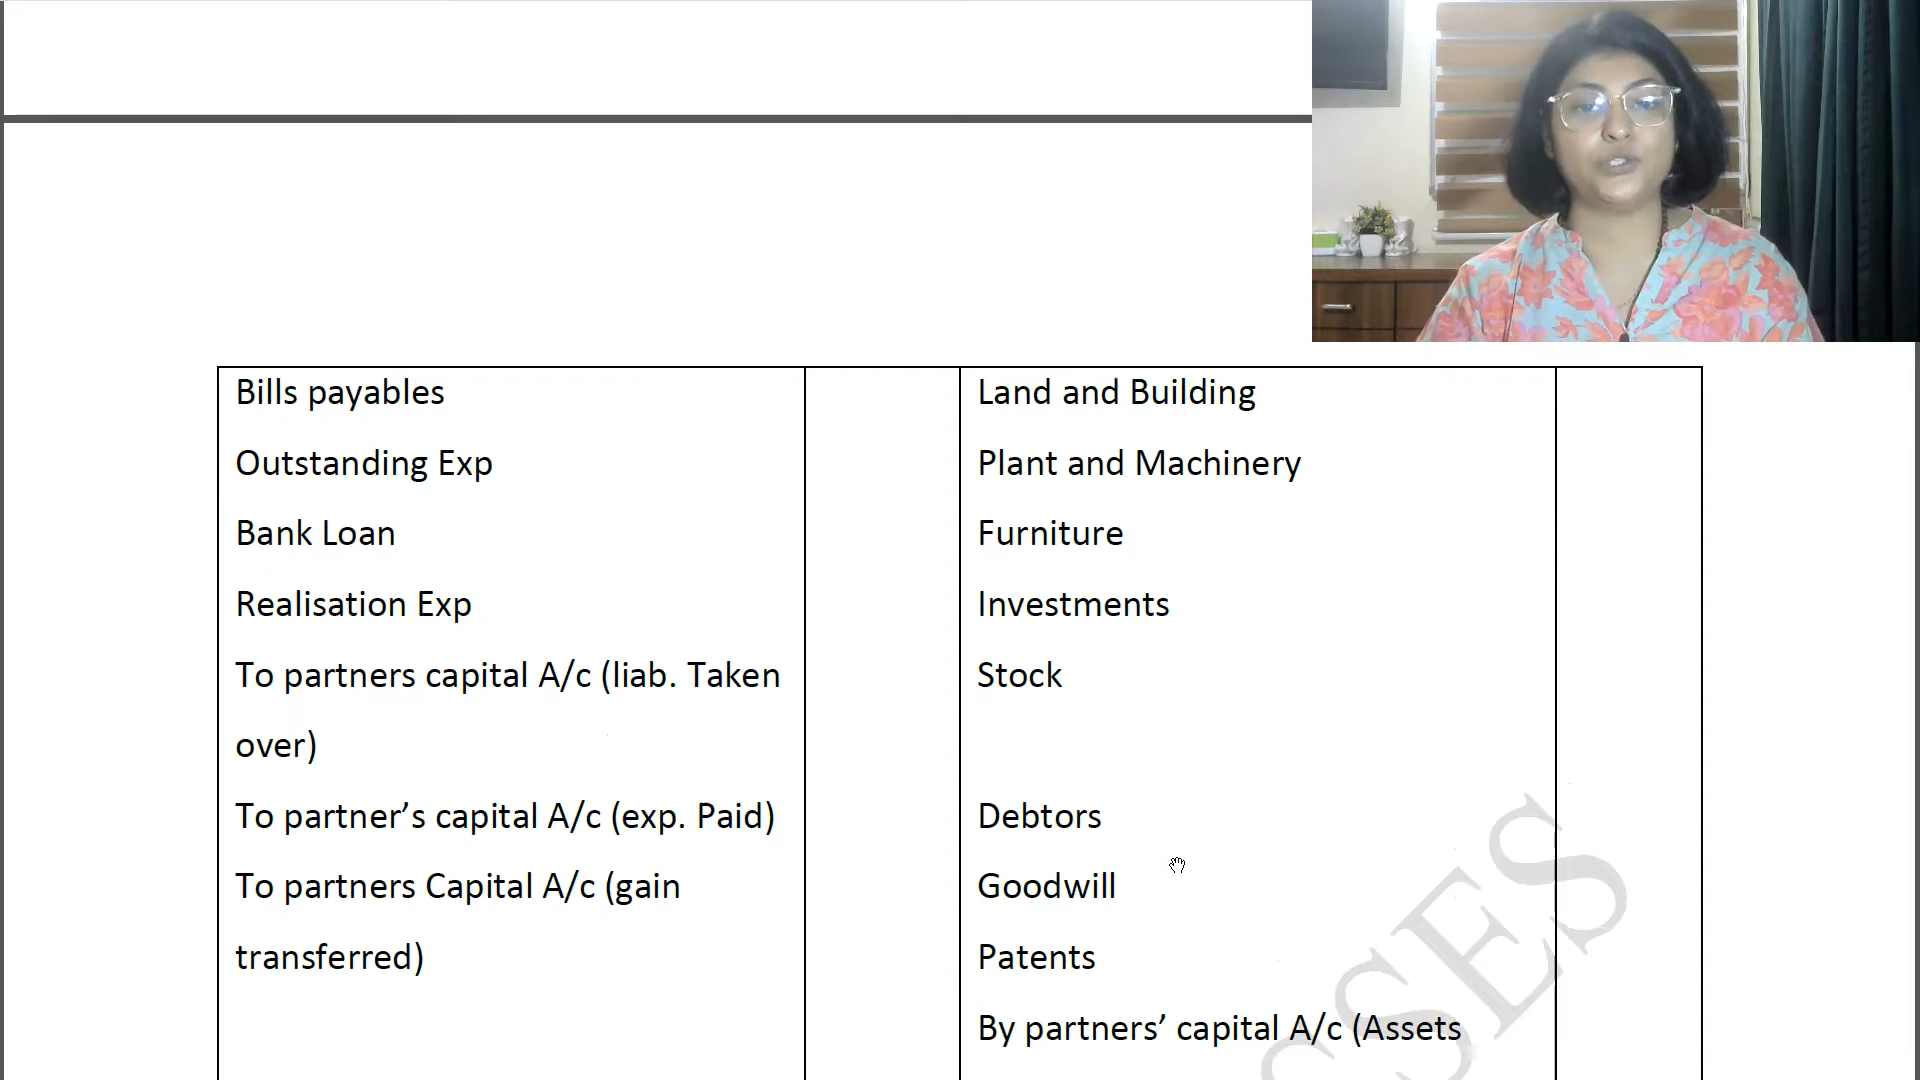 Bills payables
Outstanding Exp
Bank Loan
Realisation Exp
To partners capital A/c (liab. Taken
over)
To partner’s capital A/c (exp. Paid)
To partners Capital A/c (gain
transferred)
Land and Building
Plant and Machinery
Furniture
Investments
Stock
Debtors
Goodwill
Patents
By partners’ capital A/c (Assets